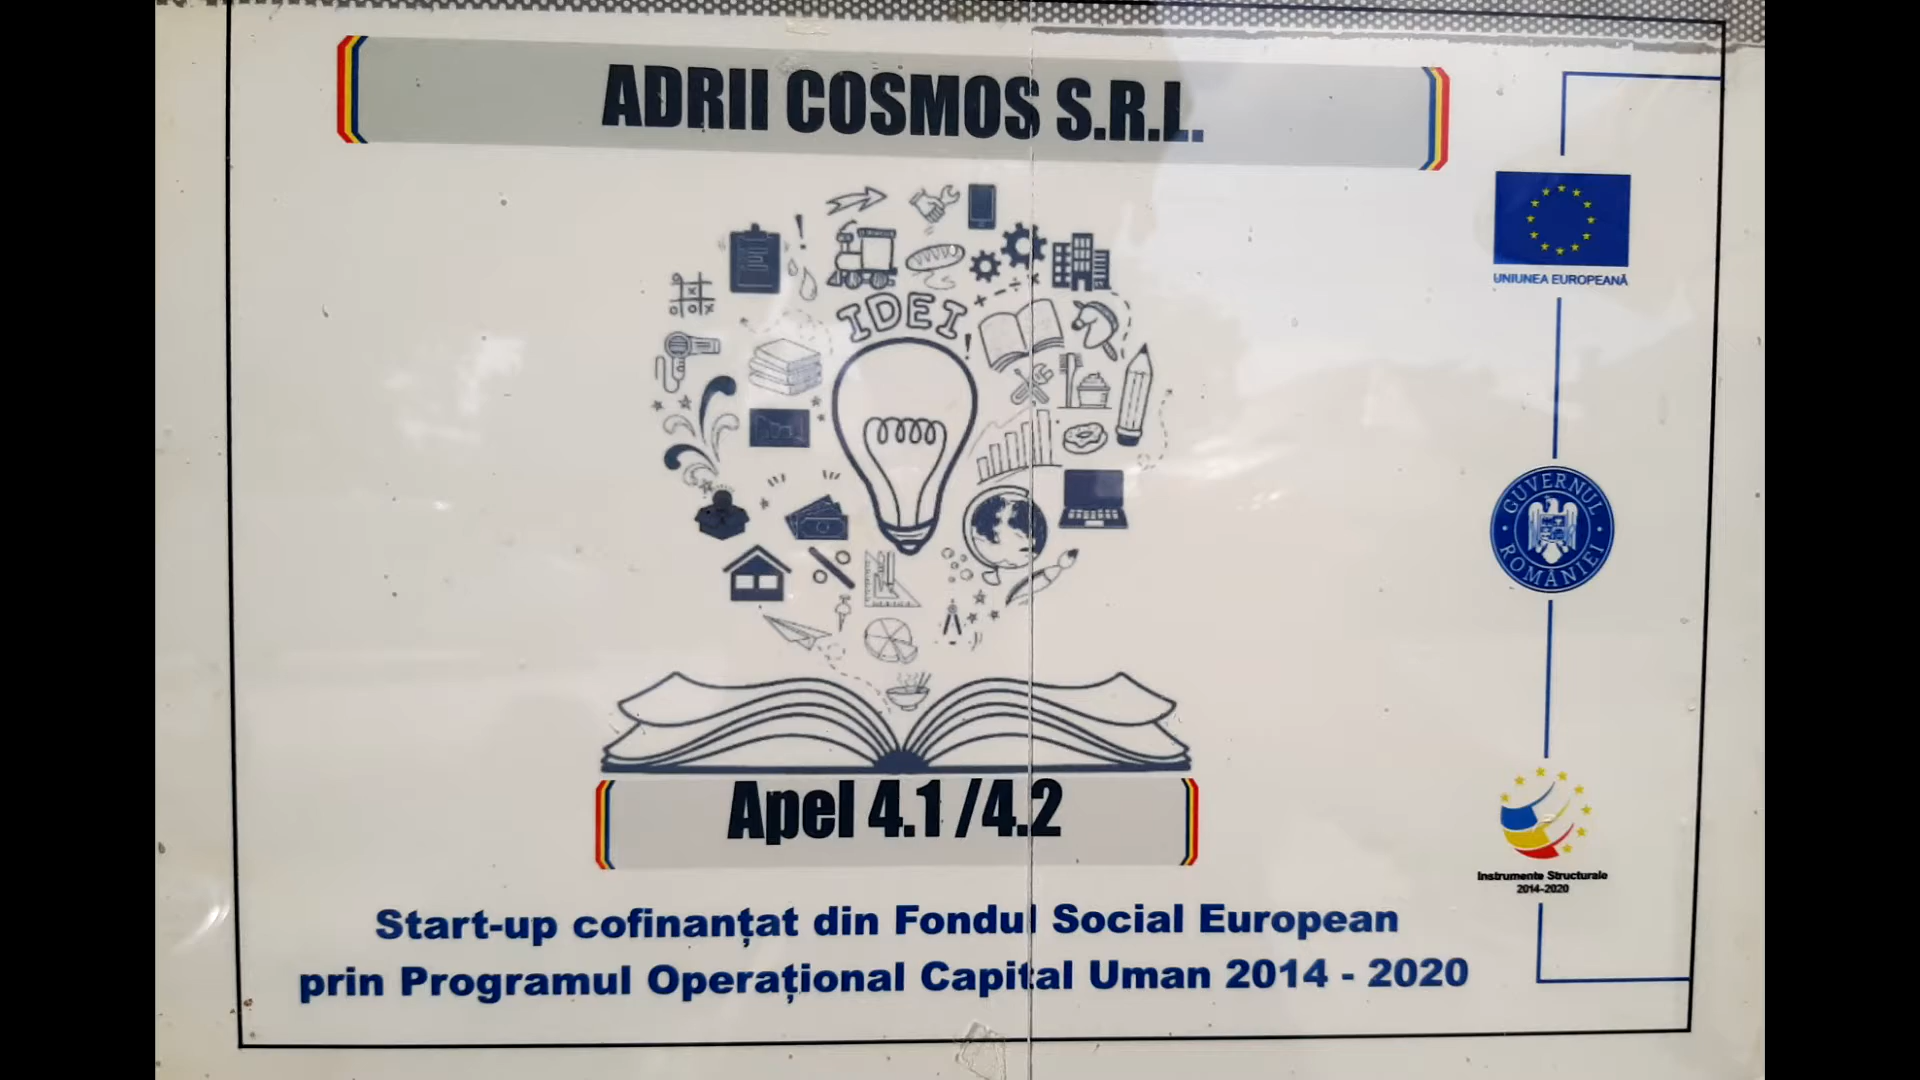 ADRII COSMOS S.R.L.
IDEI
UNIUNEA EUROPEANĂ
GUVERNUL ROMÂNIEI
Instrumente Structurale
2014-2020
Apel 4.1 /4.2
Start-up cofinanțat din Fondul Social European
prin Programul Operațional Capital Uman 2014 - 2020